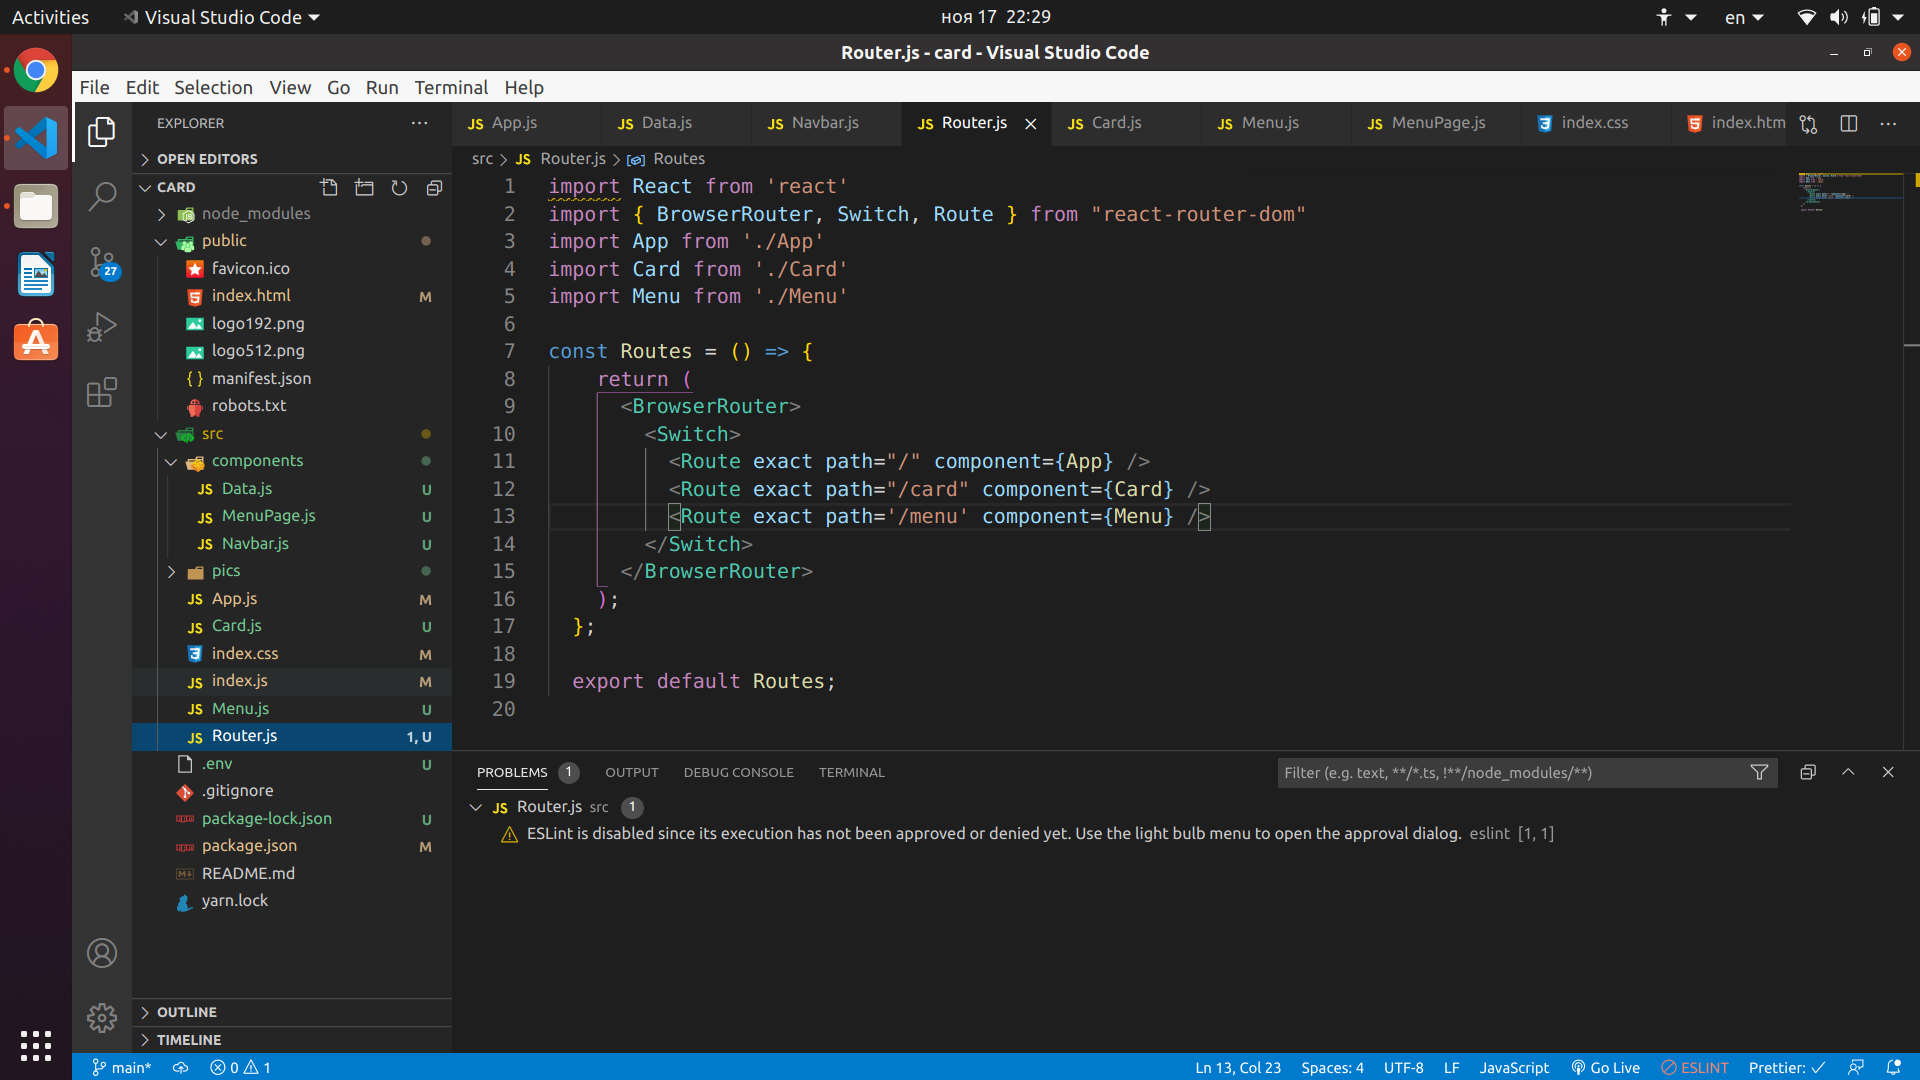 Activities
Visual Studio Code
ноя 17 22:29
en
Router.js - card - Visual Studio Code
File Edit Selection View Go Run Terminal Help
EXPLORER
App.js
Data.js
Navbar.js
Router.js
Card.js
Menu.js
MenuPage.js
index.css
index.htm
OPEN EDITORS
CARD
node_modules
public
favicon.ico
index.html M
logo192.png
logo512.png
manifest.json
robots.txt
src
components
Data.js U
MenuPage.js U
Navbar.js U
pics
App.js M
Card.js U
index.css M
index.js M
Menu.js U
Router.js 1, U
.env U
.gitignore
package-lock.json U
package.json M
README.md
yarn.lock
OUTLINE
TIMELINE
27
src > JS Router.js > Routes
1 import React from 'react'
2 import { BrowserRouter, Switch, Route } from "react-router-dom"
3 import App from './App'
4 import Card from './Card'
5 import Menu from './Menu'
6
7 const Routes = () => {
8 return (
9 <BrowserRouter>
10 <Switch>
11 <Route exact path="/" component={App} />
12 <Route exact path="/card" component={Card} />
13 <Route exact path='/menu' component={Menu} />
14 </Switch>
15 </BrowserRouter>
16 );
17 };
18
19 export default Routes;
20
PROBLEMS 1 OUTPUT DEBUG CONSOLE TERMINAL
Filter (e.g. text, **/*.ts, !**/node_modules/**)
JS Router.js src 1
ESLint is disabled since its execution has not been approved or denied yet. Use the light bulb menu to open the approval dialog. eslint [1, 1]
main* 0 1
Ln 13, Col 23 Spaces: 4 UTF-8 LF JavaScript Go Live ESLINT Prettier: ✓